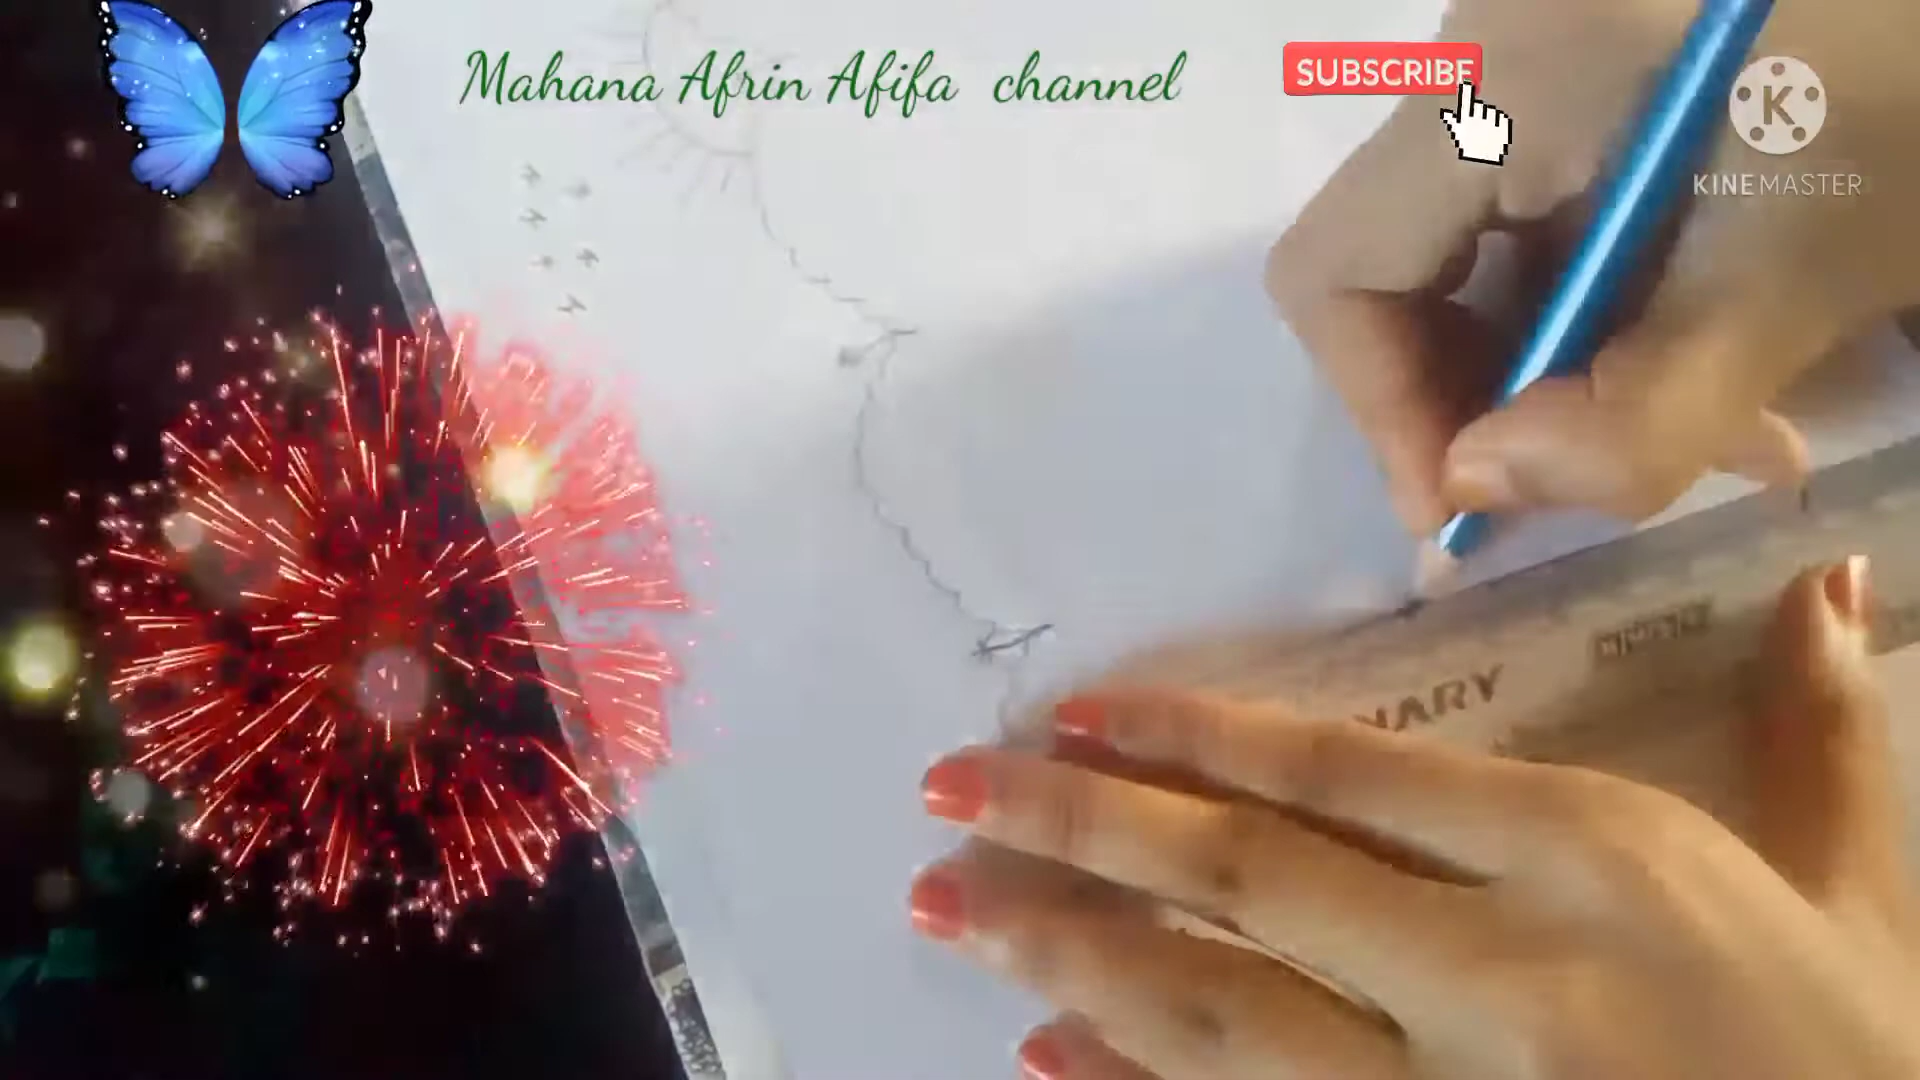 Mahana Afrin Afifa channel
SUBSCRIBE
K
KINEMASTER
NARY